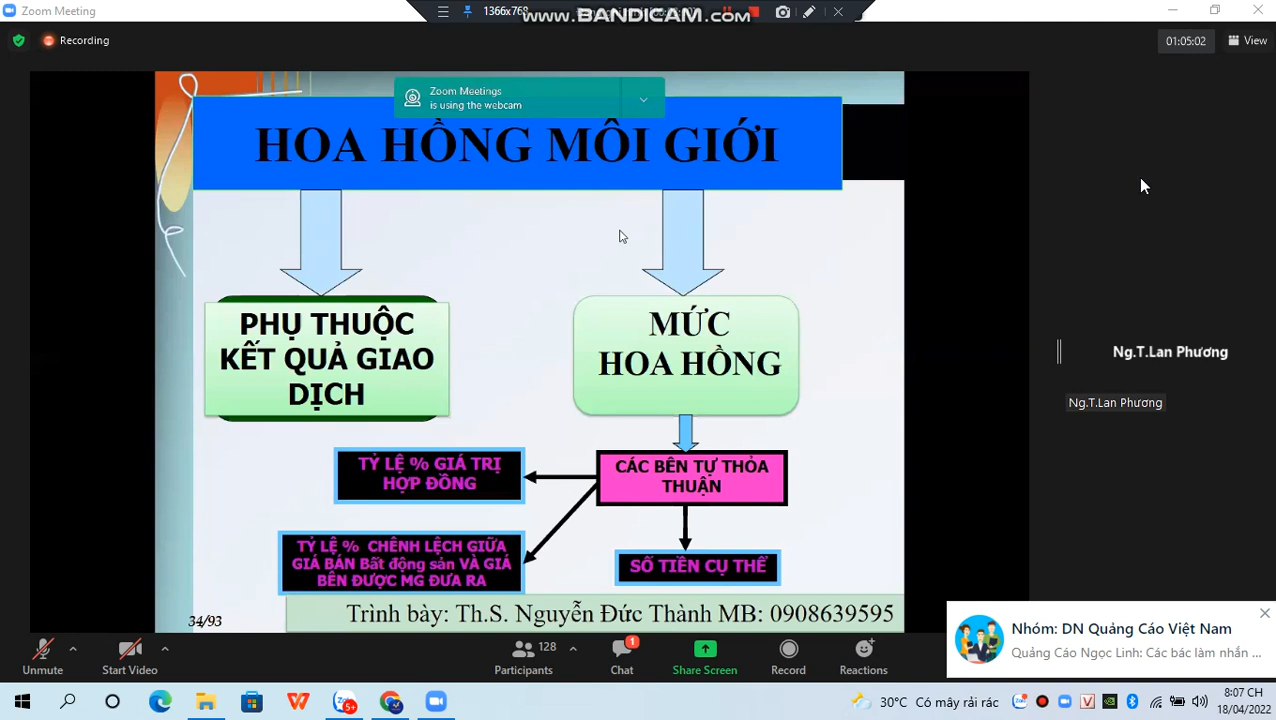 Zoom Meeting
1366x768
www.BANDICAM.com
Recording
01:05:02
View
Zoom Meetings
is using the webcam
HOA HỒNG MÔI GIỚI
PHỤ THUỘC
KẾT QUẢ GIAO
DỊCH
MỨC
HOA HỒNG
TỶ LỆ % GIÁ TRỊ
HỢP ĐỒNG
CÁC BÊN TỰ THỎA
THUẬN
TỶ LỆ % CHÊNH LỆCH GIỮA
GIÁ BÁN Bất động sản VÀ GIÁ
BÊN ĐƯỢC MG ĐƯA RA
SỐ TIỀN CỤ THỂ
34/93
Trình bày: Th.S. Nguyễn Đức Thành MB: 0908639595
Ng.T.Lan Phương
Ng.T.Lan Phương
Nhóm: DN Quảng Cáo Việt Nam
Quảng Cáo Ngọc Linh: Các bác làm nhắn ...
Unmute
Start Video
128
Participants
1
Chat
Share Screen
Record
Reactions
5+
30°C Có mây rải rác
8:07 CH
18/04/2022